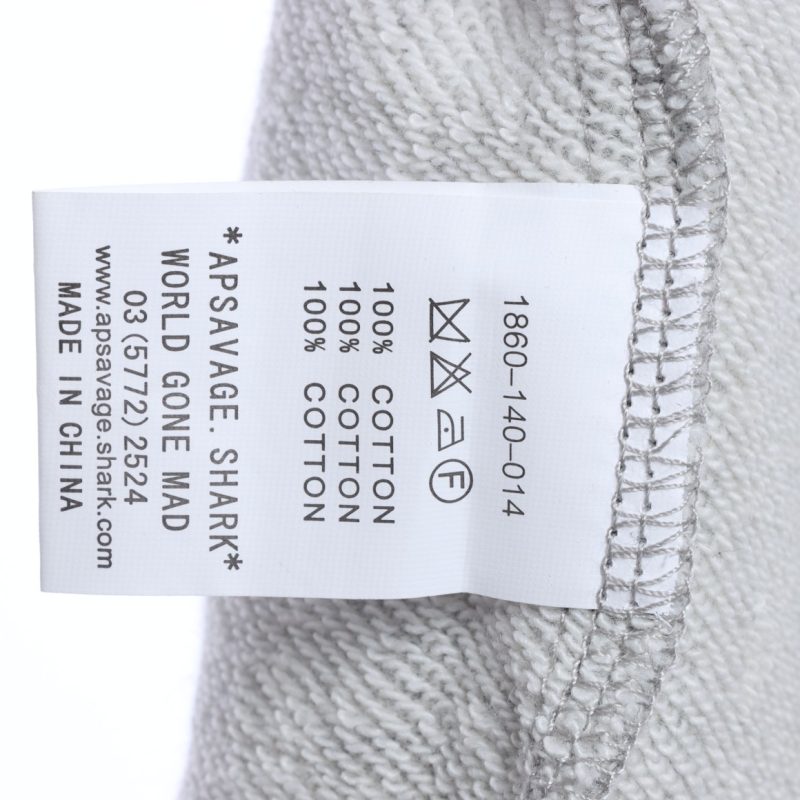 1860-140-014
F
100% COTTON
100% COTTON
100% COTTON
*APSAVAGE. SHARK*
WORLD GONE MAD
03 (5772) 2524
www.apsavage.shark.com
MADE IN CHINA